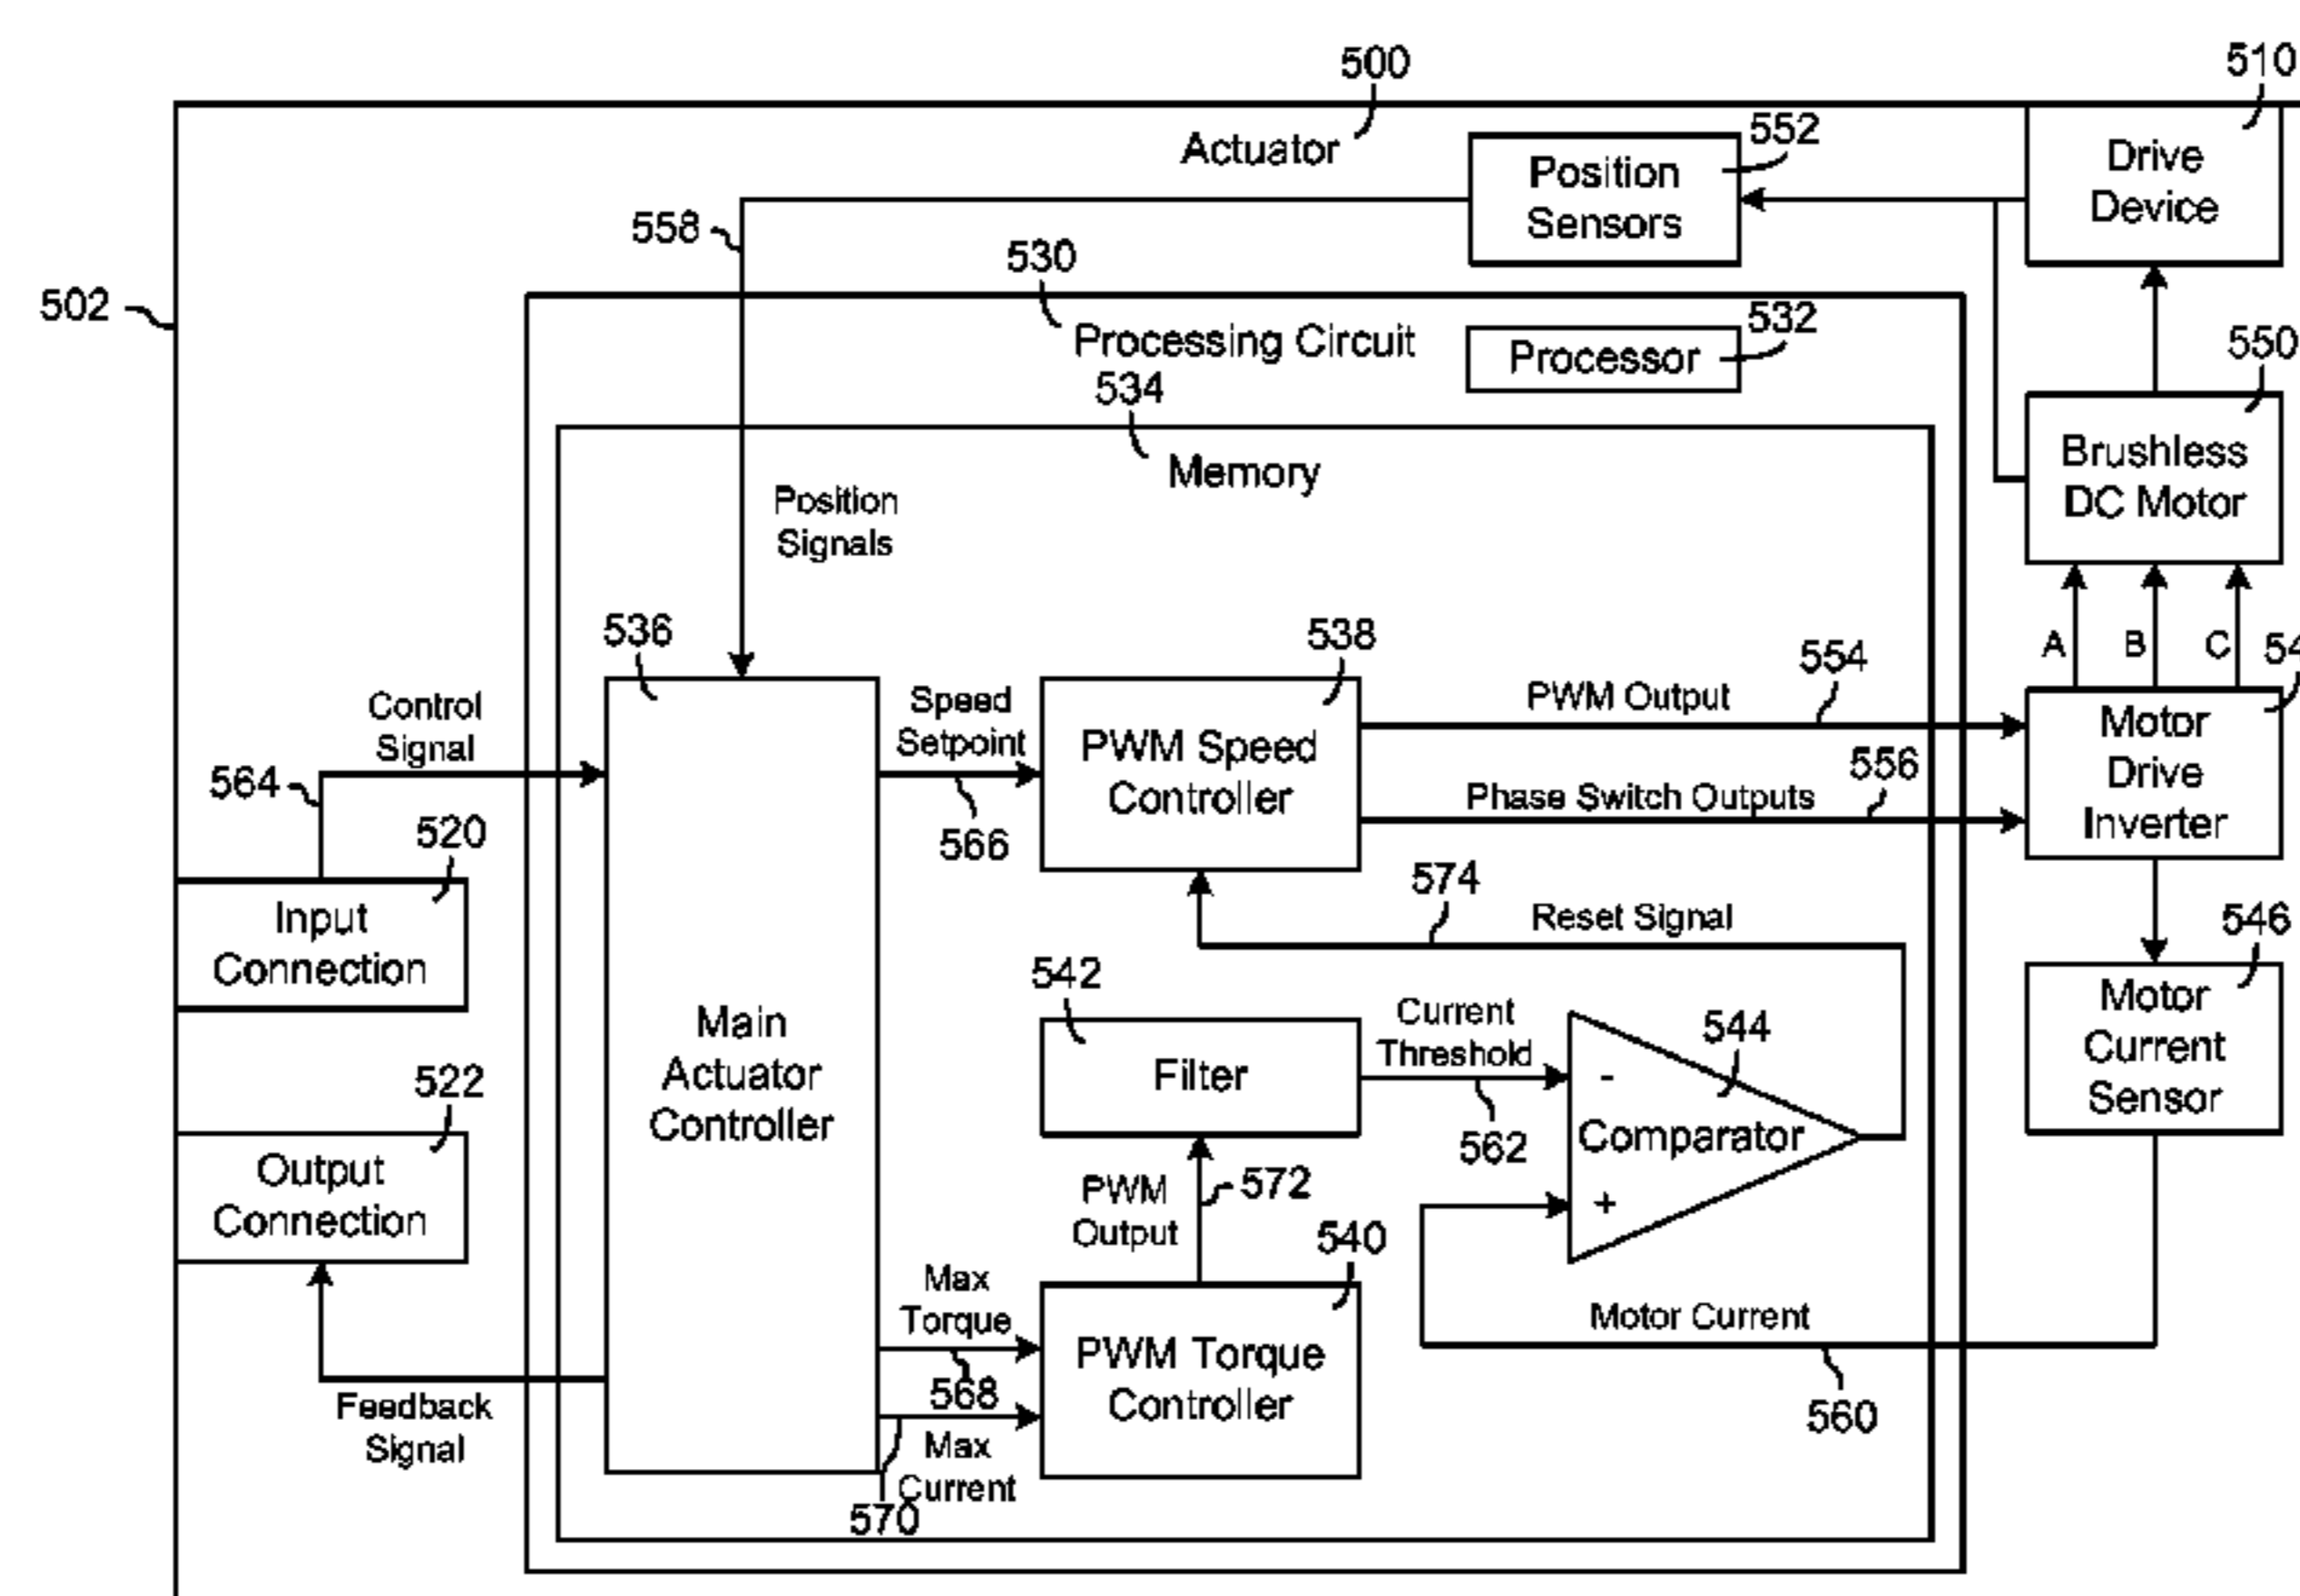 500
510
Actuator
552
Position
Sensors
Drive
Device
558
530
502
Processing Circuit
532
Processor
534
Memory
550
Brushless
DC Motor
Position
Signals
536
538
554
A
B
C
Control
Signal
Speed
Setpoint
PWM Output
Motor
Drive
Inverter
PWM Speed
Controller
564
556
Phase Switch Outputs
566
520
Input
Connection
574
Reset Signal
546
Motor
Current
Sensor
542
Filter
Current
Threshold
544
-
Comparator
+
562
Main
Actuator
Controller
522
Output
Connection
PWM
Output
572
540
Max
Torque
568
PWM Torque
Controller
Motor Current
560
Feedback
Signal
Max
Current
570